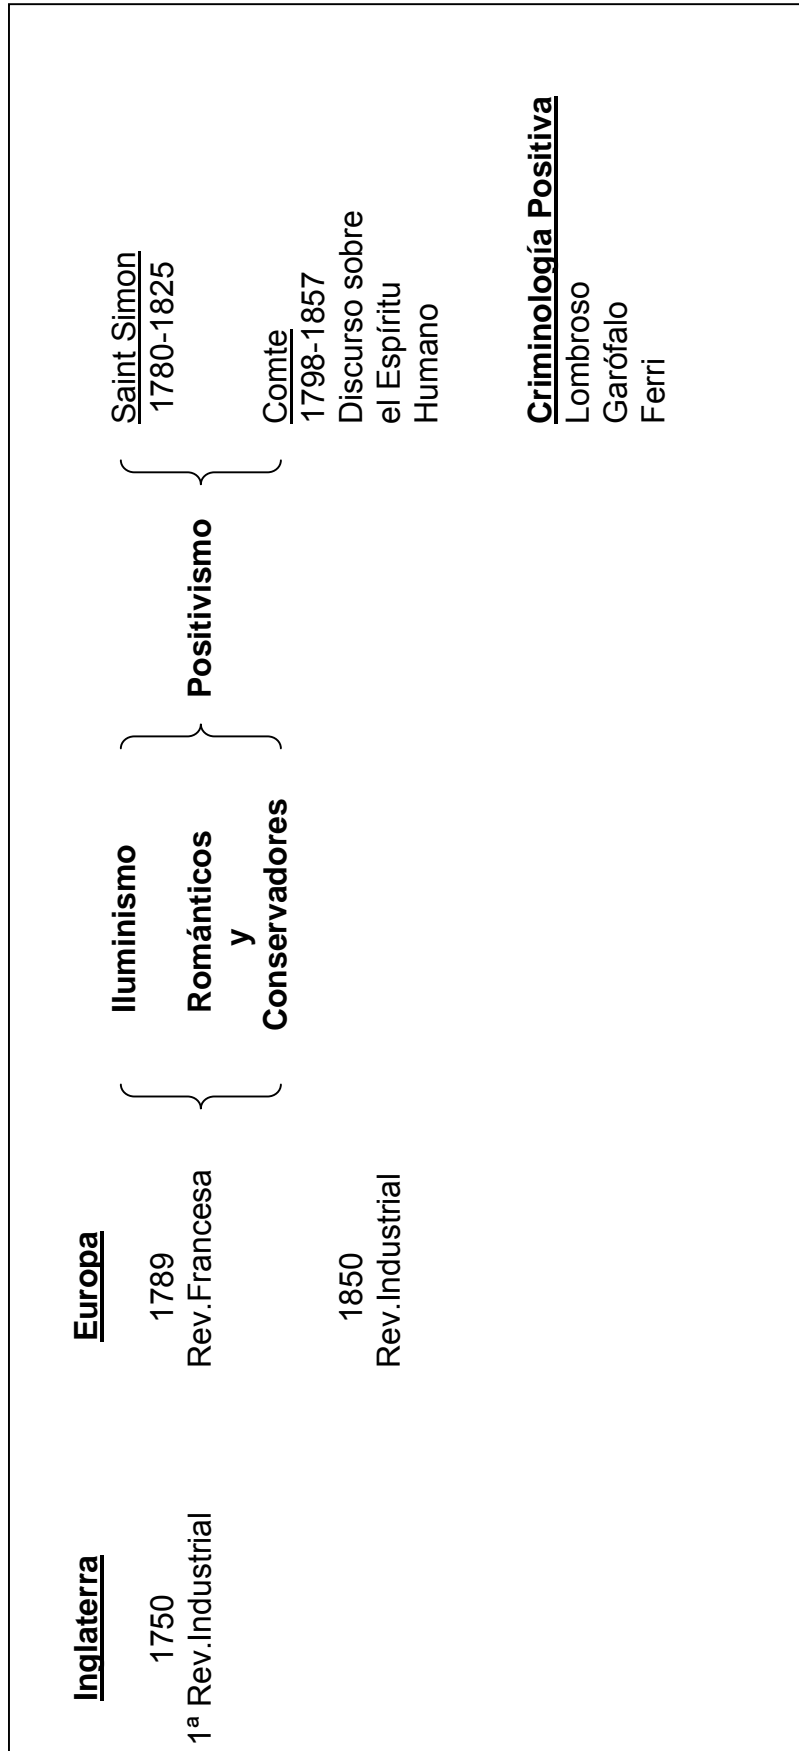 Inglaterra
1750
1ª Rev.Industrial
Europa
1789
Rev.Francesa
1850
Rev.Industrial
Iluminismo
Románticos
y
Conservadores
Positivismo
Saint Simon
1780-1825
Comte
1798-1857
Discurso sobre
el Espíritu
Humano
Criminología Positiva
Lombroso
Garófalo
Ferri